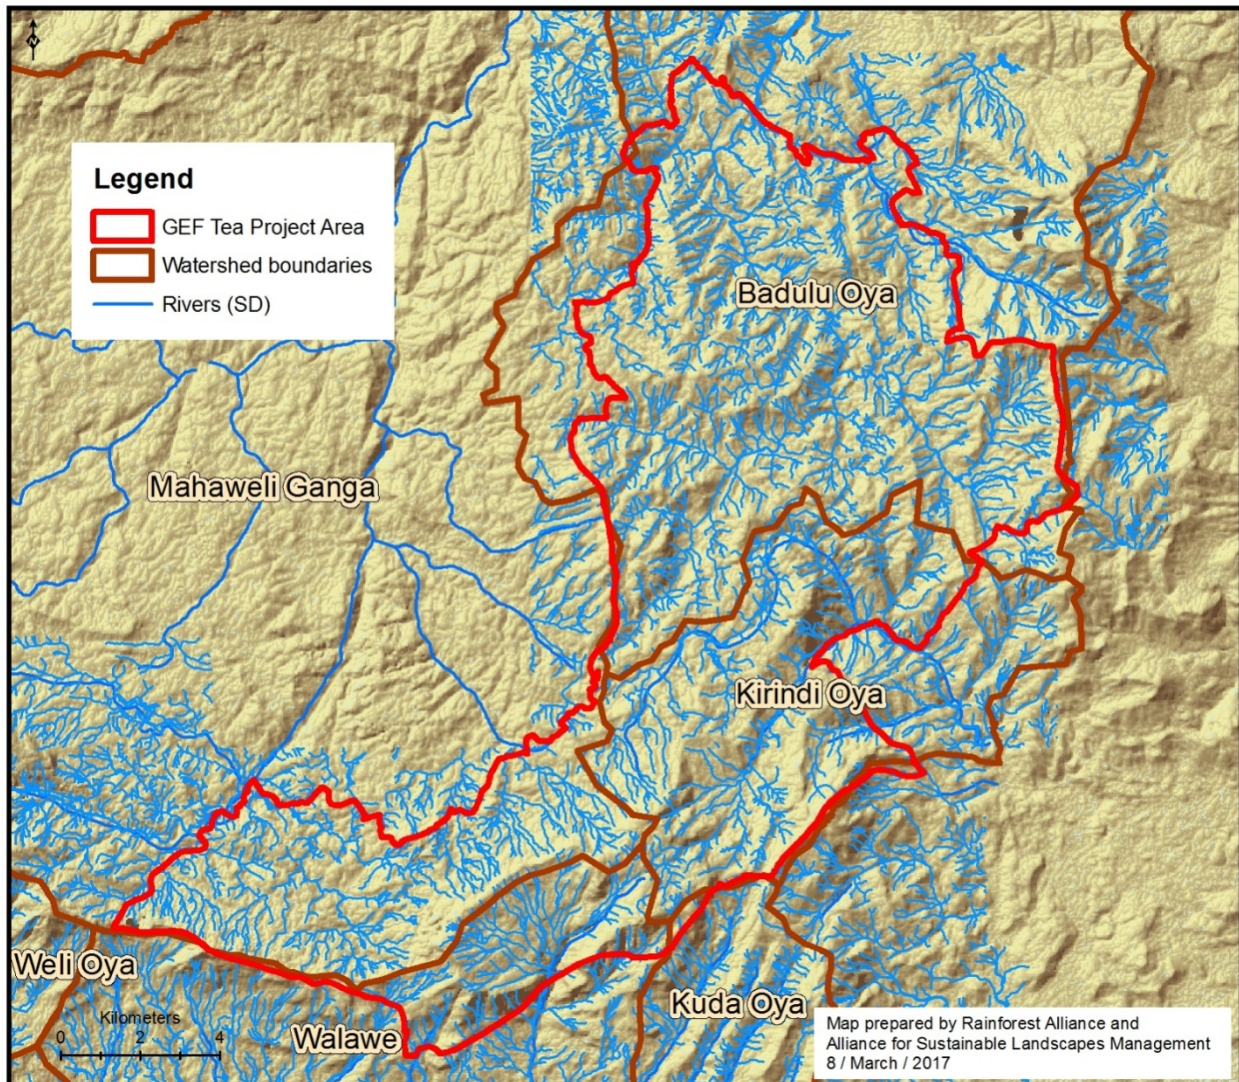 N
Legend
GEF Tea Project Area
Watershed boundaries
Rivers (SD)
Badulu Oya
Mahaweli Ganga
Kirindi Oya
Weli Oya
Kuda Oya
Walawe
Kilometers
0 2 4
Map prepared by Rainforest Alliance and
Alliance for Sustainable Landscapes Management
8 / March / 2017